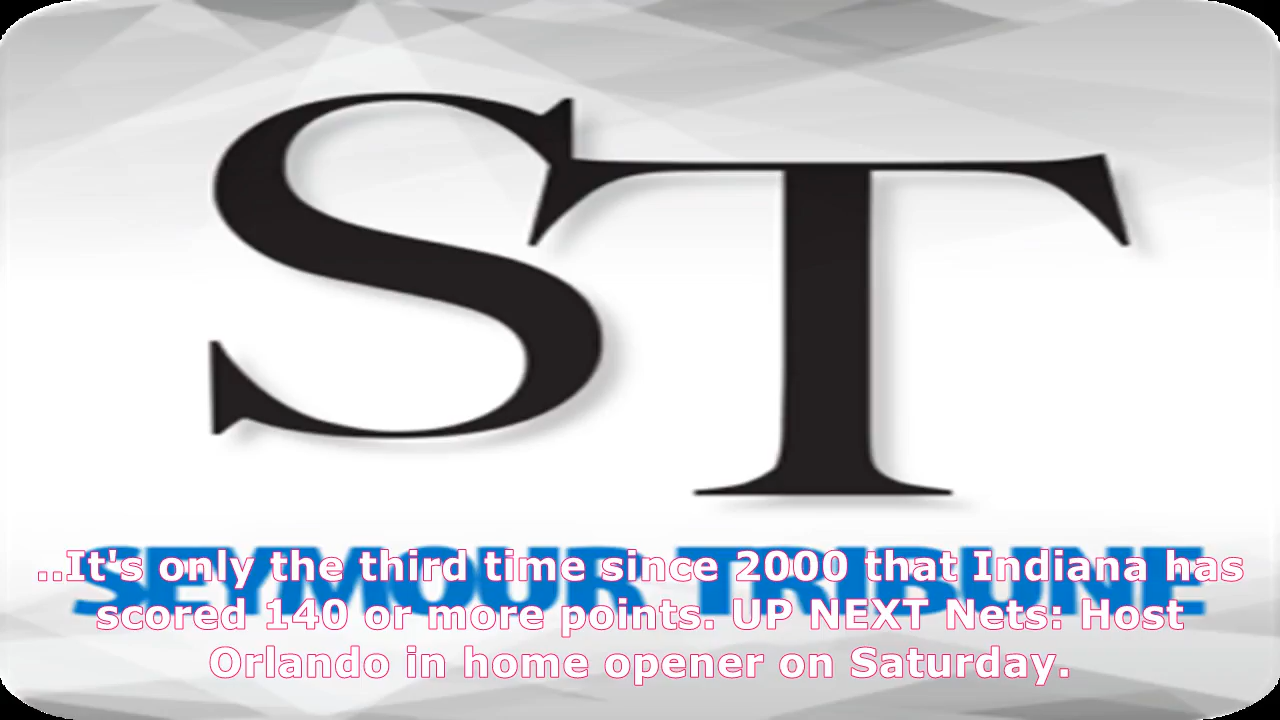 ST
SEYMOUR TRIBUNE
..It's only the third time since 2000 that Indiana has
scored 140 or more points. UP NEXT Nets: Host
Orlando in home opener on Saturday.